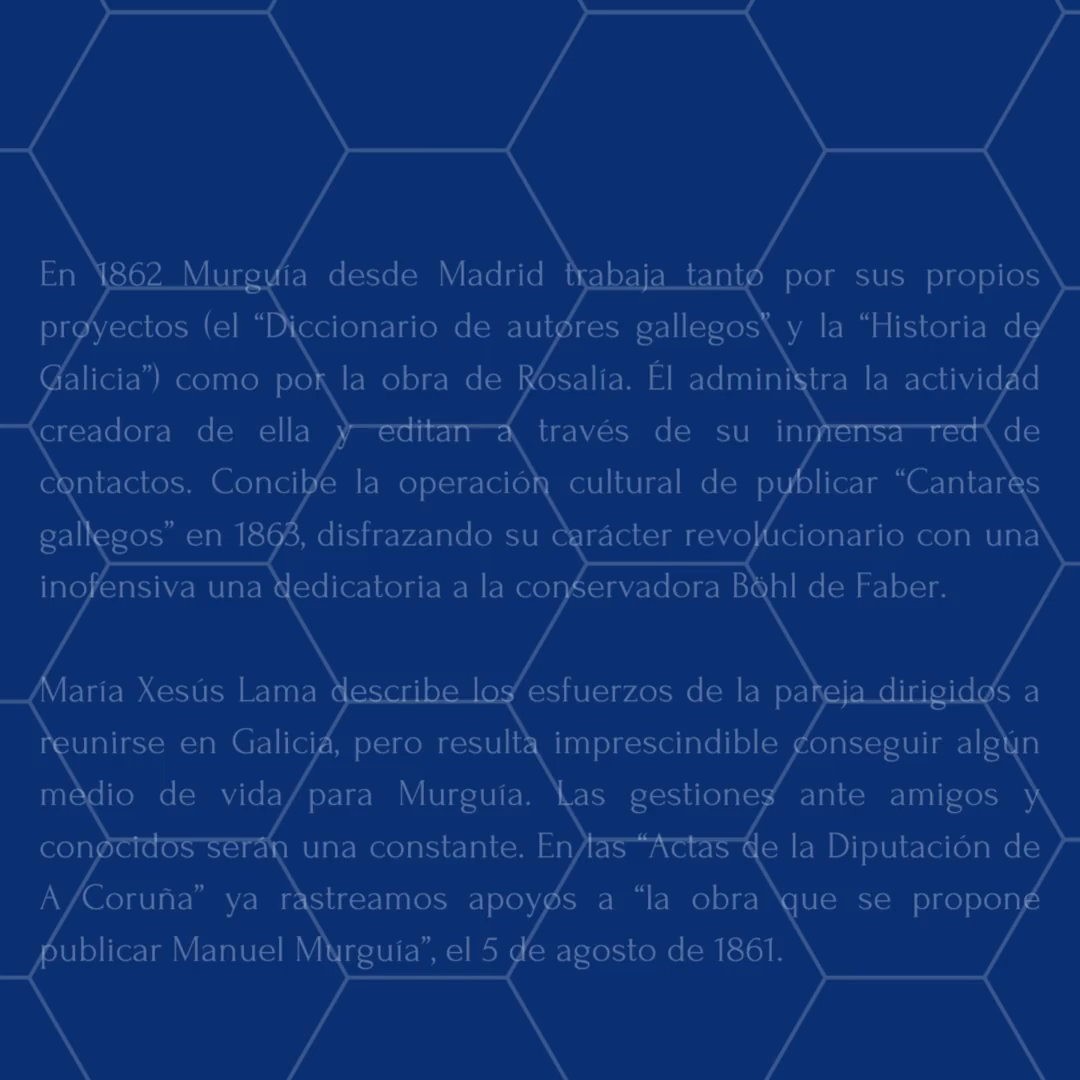 En 1862 Murguía desde Madrid trabaja tanto por sus propios
proyectos (el “Diccionario de autores gallegos” y la “Historia de
Galicia”) como por la obra de Rosalía. Él administra la actividad
creadora de ella y editan a través de su inmensa red de
contactos. Concibe la operación cultural de publicar “Cantares
gallegos” en 1863, disfrazando su carácter revolucionario con una
inofensiva una dedicatoria a la conservadora Böhl de Faber.
María Xesús Lama describe los esfuerzos de la pareja dirigidos a
reunirse en Galicia, pero resulta imprescindible conseguir algún
medio de vida para Murguía. Las gestiones ante amigos y
conocidos serán una constante. En las “Actas de la Diputación de
A Coruña” ya rastreamos apoyos a “la obra que se propone
publicar Manuel Murguía”, el 5 de agosto de 1861.